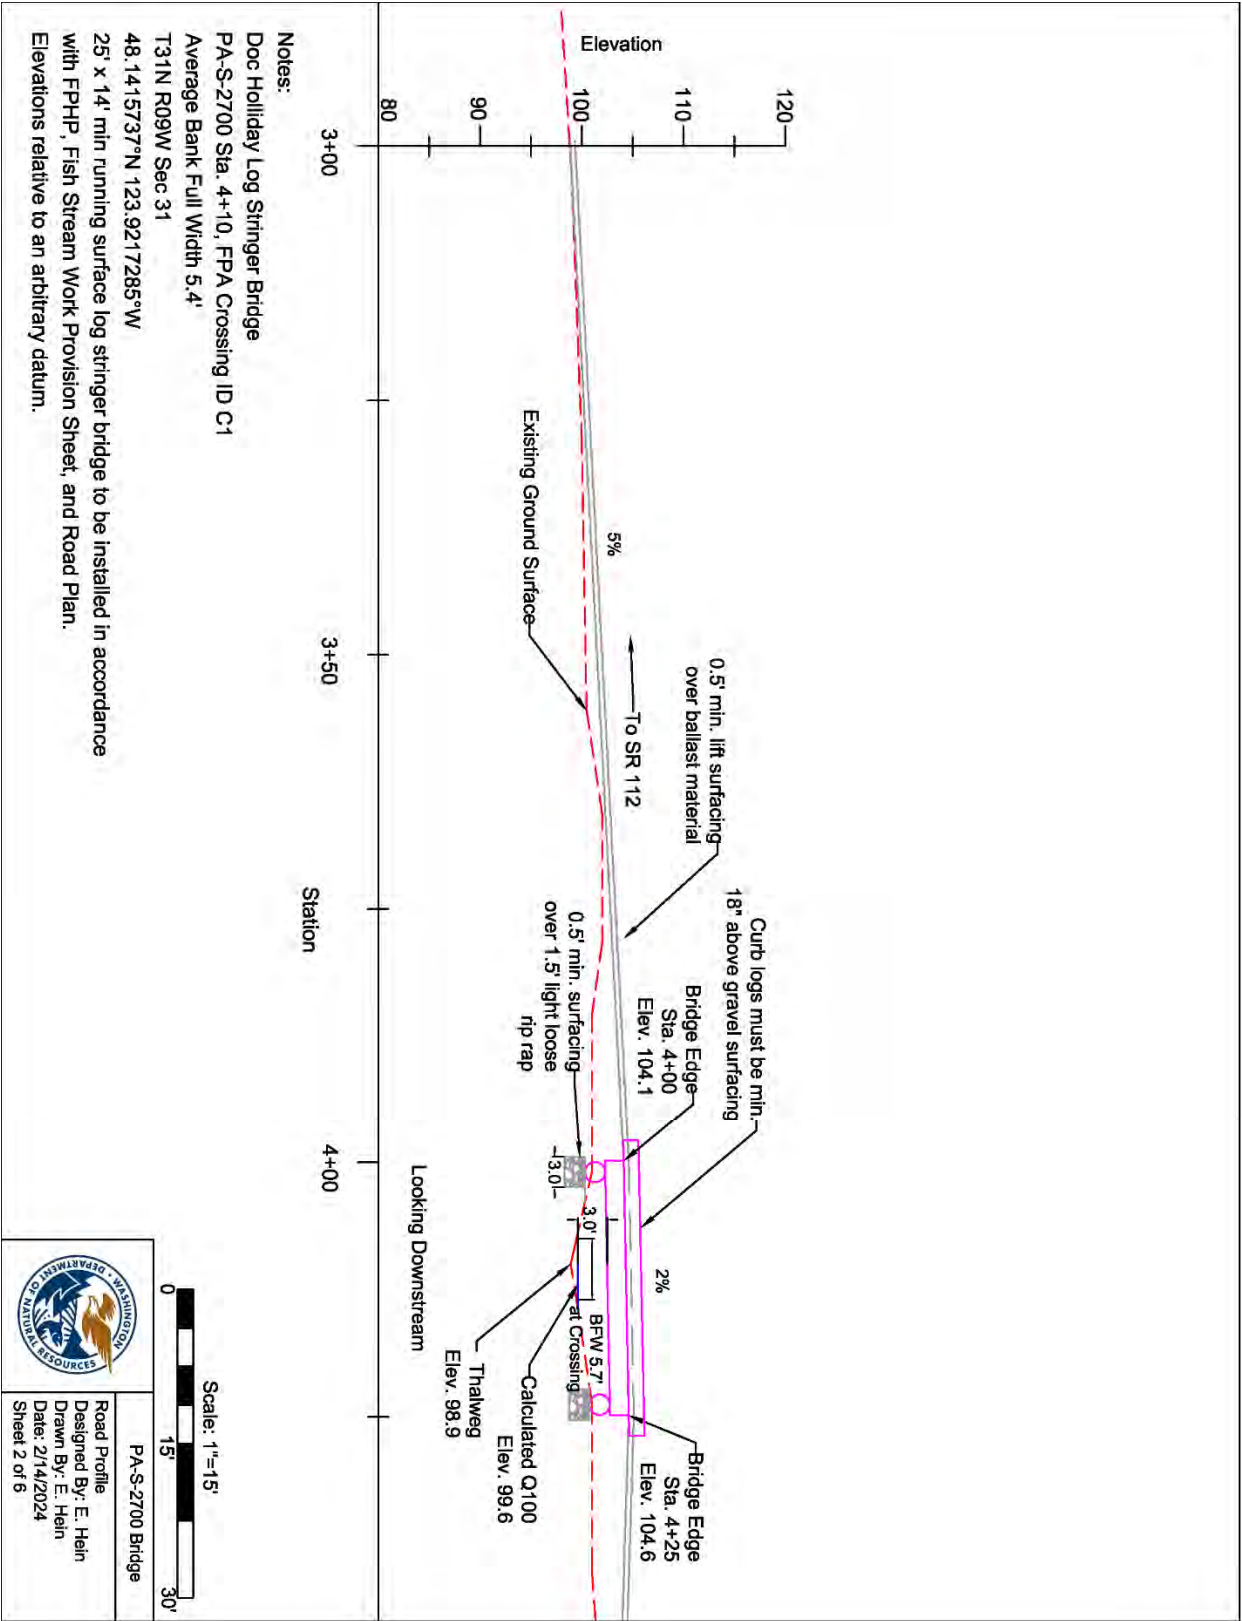 Elevation
120
110
100
90
80
3+00
3+50
4+00
Station
5%
To SR 112
Existing Ground Surface
0.5' min. lift surfacing
over ballast material
Curb logs must be min.
18" above gravel surfacing
Bridge Edge
Sta. 4+00
Elev. 104.1
0.5' min. surfacing
over 1.5' light loose
rip rap
3.0'
3.0'
2%
BFW 5.7'
at Crossing
Bridge Edge
Sta. 4+25
Elev. 104.6
Calculated Q100
Elev. 99.6
Thalweg
Elev. 98.9
Looking Downstream
Notes:
Doc Holliday Log Stringer Bridge
PA-S-2700 Sta. 4+10, FPA Crossing ID C1
Average Bank Full Width 5.4'
T31N R09W Sec 31
48.1415737°N 123.9217285°W
25' x 14' min running surface log stringer bridge to be installed in accordance
with FPHP, Fish Stream Work Provision Sheet, and Road Plan.
Elevations relative to an arbitrary datum.
Scale: 1"=15'
0
15'
30'
WASHINGTON
DEPARTMENT OF NATURAL RESOURCES
PA-S-2700 Bridge
Road Profile
Designed By: E. Hein
Drawn By: E. Hein
Date: 2/14/2024
Sheet 2 of 6